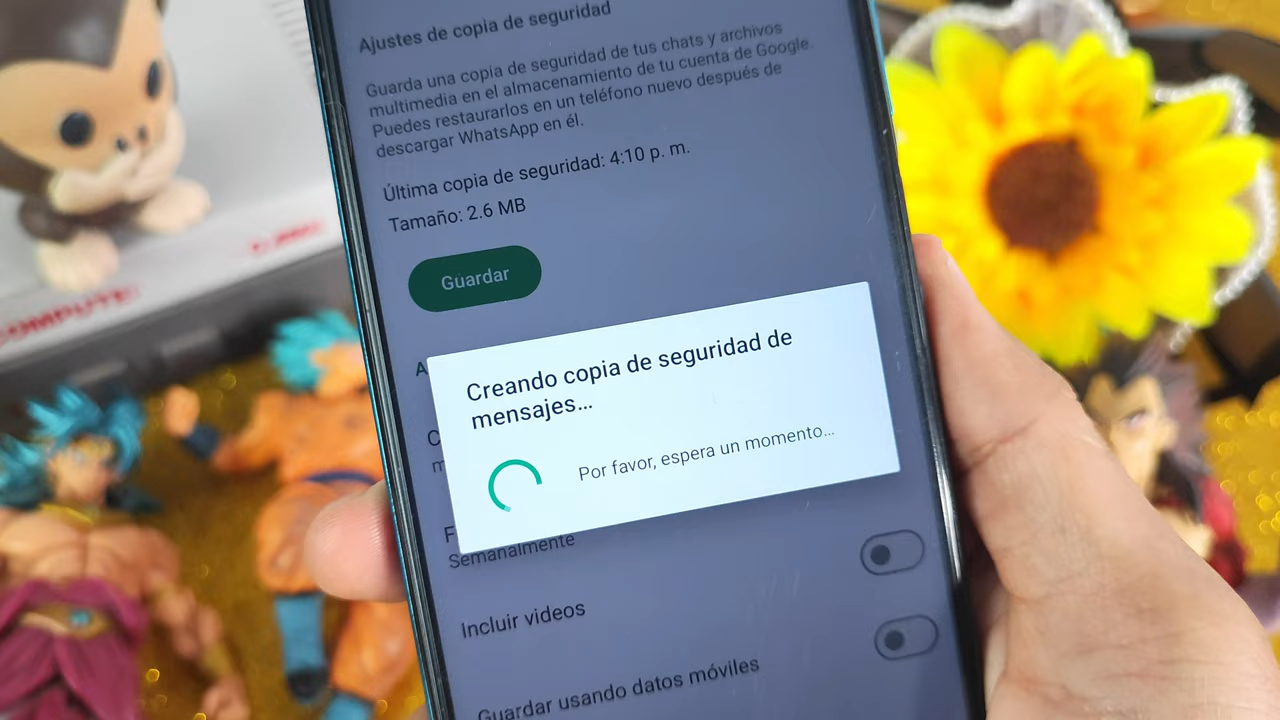 Ajustes de copia de seguridad
Guarda una copia de seguridad de tus chats y archivos
multimedia en el almacenamiento de tu cuenta de Google.
Puedes restaurarlos en un teléfono nuevo después de
descargar WhatsApp en él.
Última copia de seguridad: 4:10 p. m.
Tamaño: 2.6 MB
Guardar
A
Creando copia de seguridad de
mensajes...
C
m
Por favor, espera un momento...
F
Semanalmente
Incluir videos
Guardar usando datos móviles